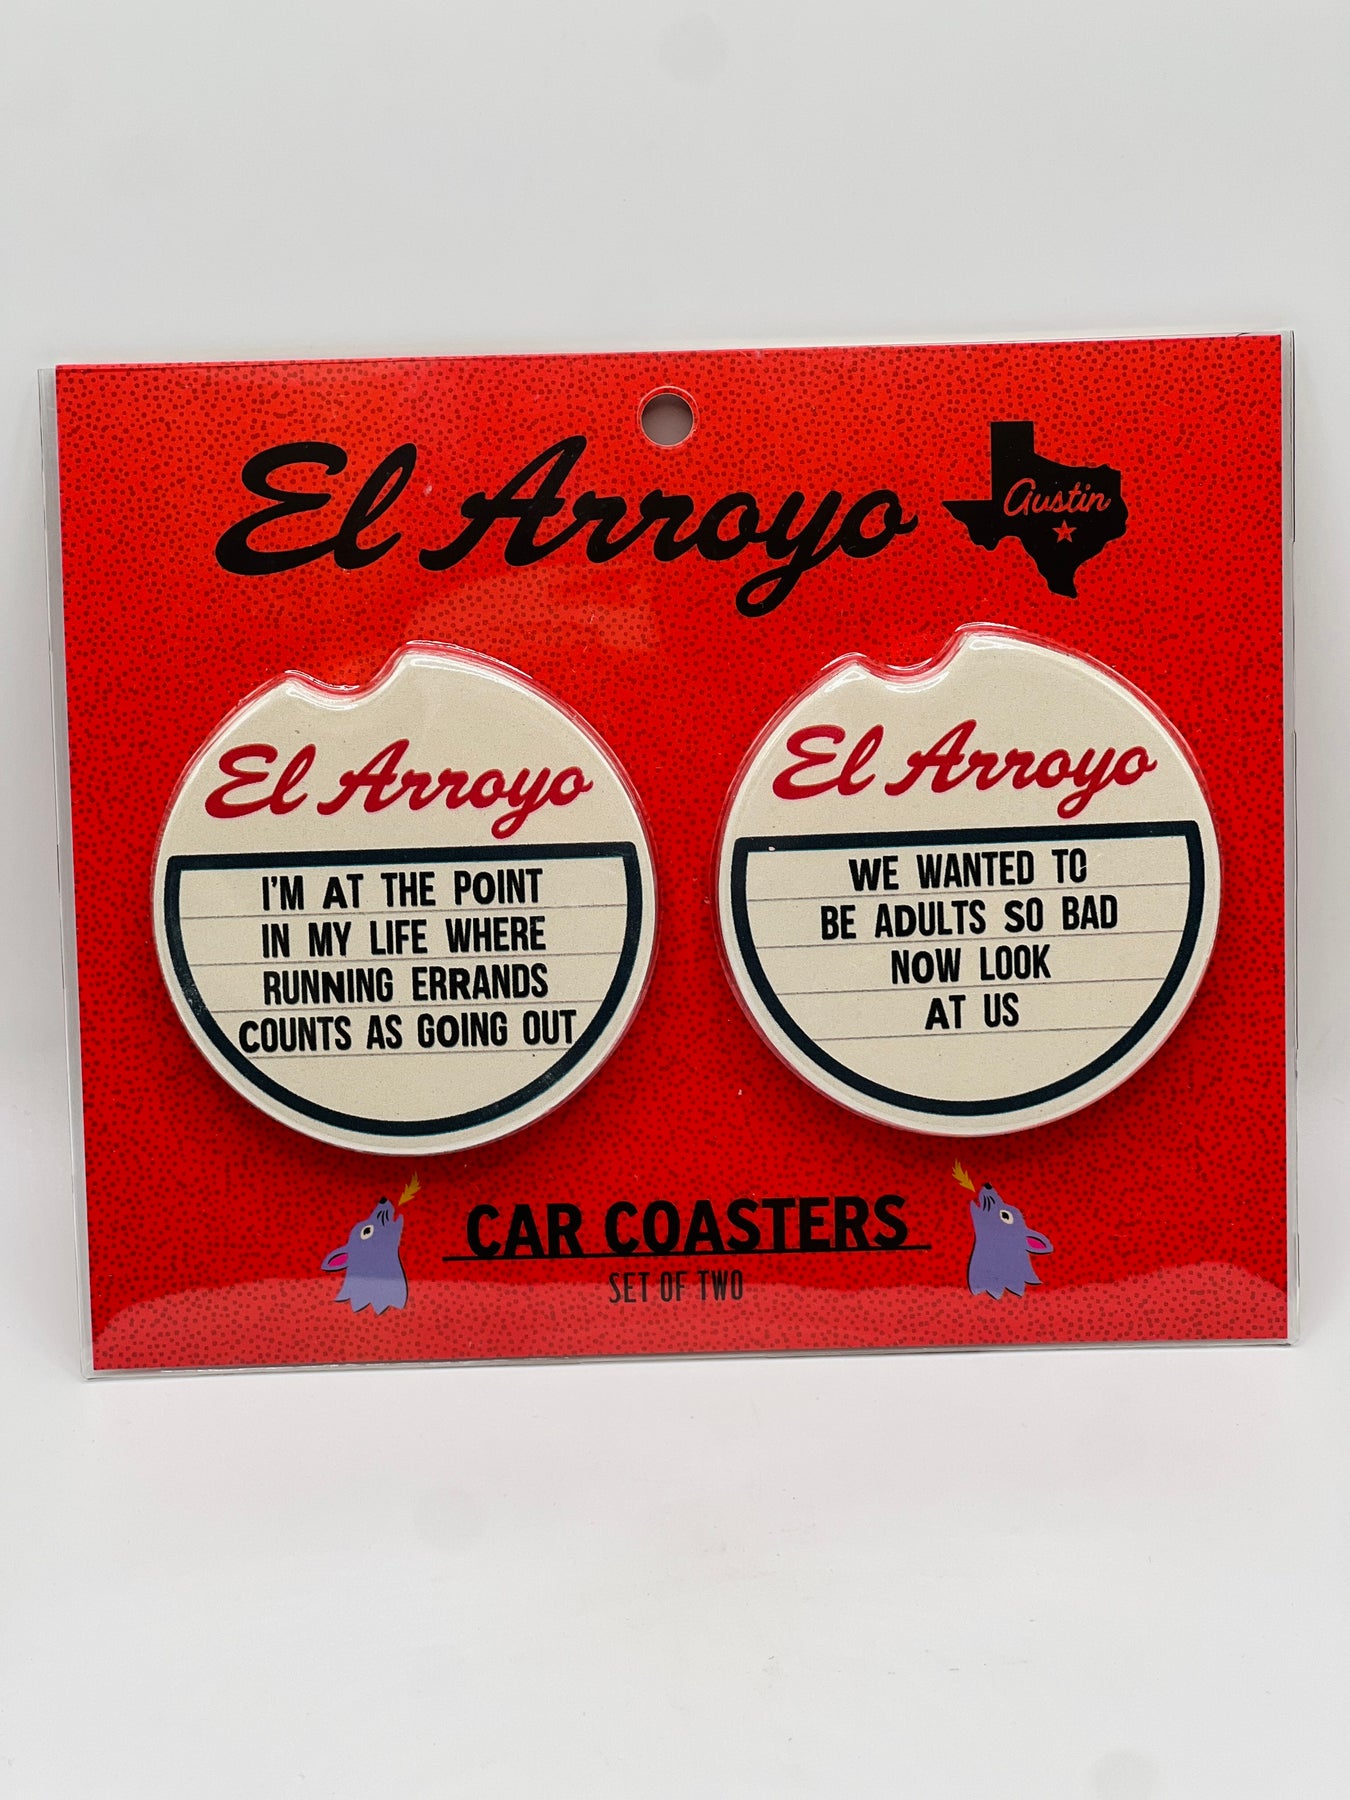 El Arroyo
Austin
El Arroyo
I'M AT THE POINT
IN MY LIFE WHERE
RUNNING ERRANDS
COUNTS AS GOING OUT
El Arroyo
WE WANTED TO
BE ADULTS SO BAD
NOW LOOK
AT US
CAR COASTERS
SET OF TWO